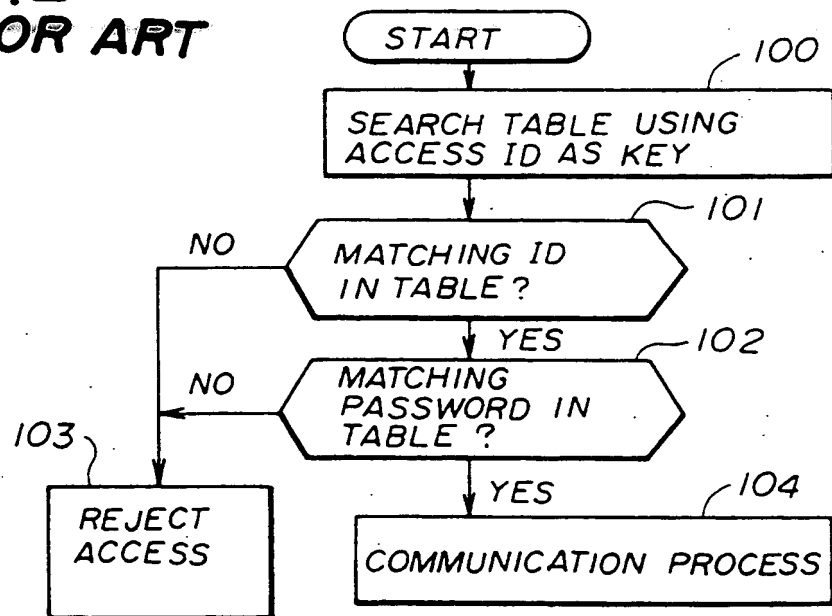 OR ART
START
100
SEARCH TABLE USING
ACCESS ID AS KEY
101
NO
MATCHING ID
IN TABLE?
YES
102
NO
MATCHING
PASSWORD IN
TABLE?
103
YES
104
REJECT
ACCESS
COMMUNICATION PROCESS